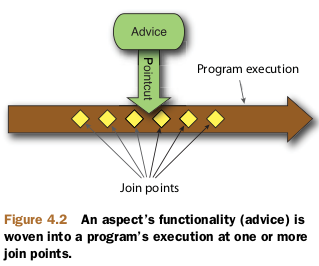 Advice
Pointcut
Program execution
Join points
Figure 4.2 An aspect's functionality (advice) is
woven into a program's execution at one or more
join points.